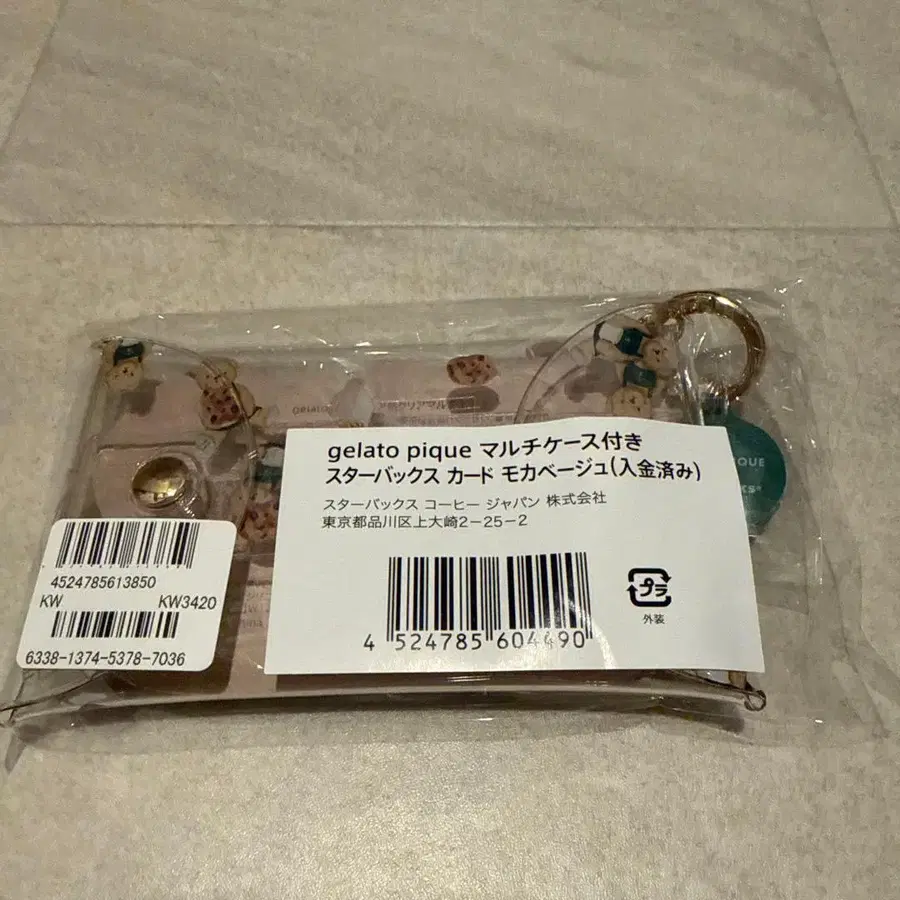 gelato pique マルチケース付き
スターバックス カード モカベージュ(入金済み)
スターバックス コーヒー ジャパン 株式会社
東京都品川区上大崎2-25-2
4 524785 604490
プラ
外装
4524785613850
KW KW3420
6338-1374-5378-7036